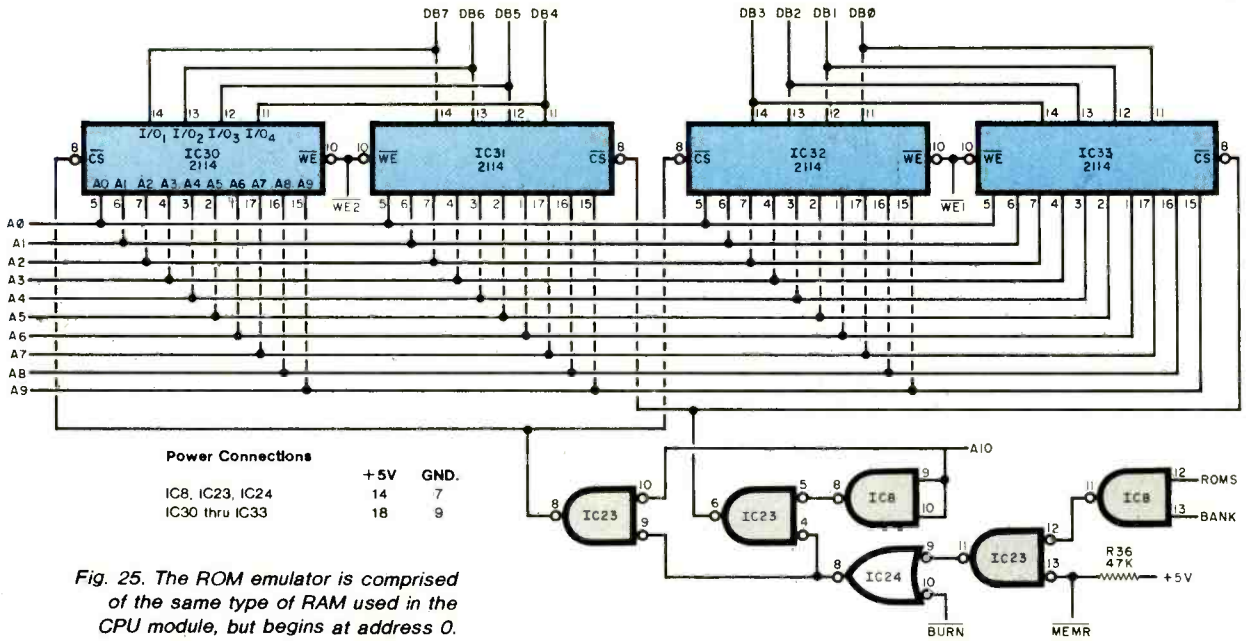 DB7 DB6 DB5 DB4 DB3 DB2 DB1 DBØ
14 13 12 11 14 13 12 11 14 13 12 11 14 13 12 11
I/O1 I/O2 I/O3 I/O4
8 CS IC30 2114 WE 10
10 WE IC31 2114 CS 8
8 CS IC32 2114 WE 10
10 WE IC33 2114 CS 8
A0 A1 A2 A3 A4 A5 A6 A7 A8 A9
5 6 7 4 3 2 1 17 16 15
WE2
5 6 7 4 3 2 1 17 16 15
5 6 7 4 3 2 1 17 16 15
WE1
5 6 7 4 3 2 1 17 16 15
AØ
A1
A2
A3
A4
A5
A6
A7
A8
A9
Power Connections
+5V GND.
IC8, IC23, IC24 14 7
IC30 thru IC33 18 9
A10
8 IC23 10 9
6 IC23 5 4
8 IC8 9 10
11 IC8 12 13
ROMS
BANK
8 IC24 9 10
11 IC23 12 13
R36
47K
+5V
BURN
MEMR
Fig. 25. The ROM emulator is comprised
of the same type of RAM used in the
CPU module, but begins at address 0.